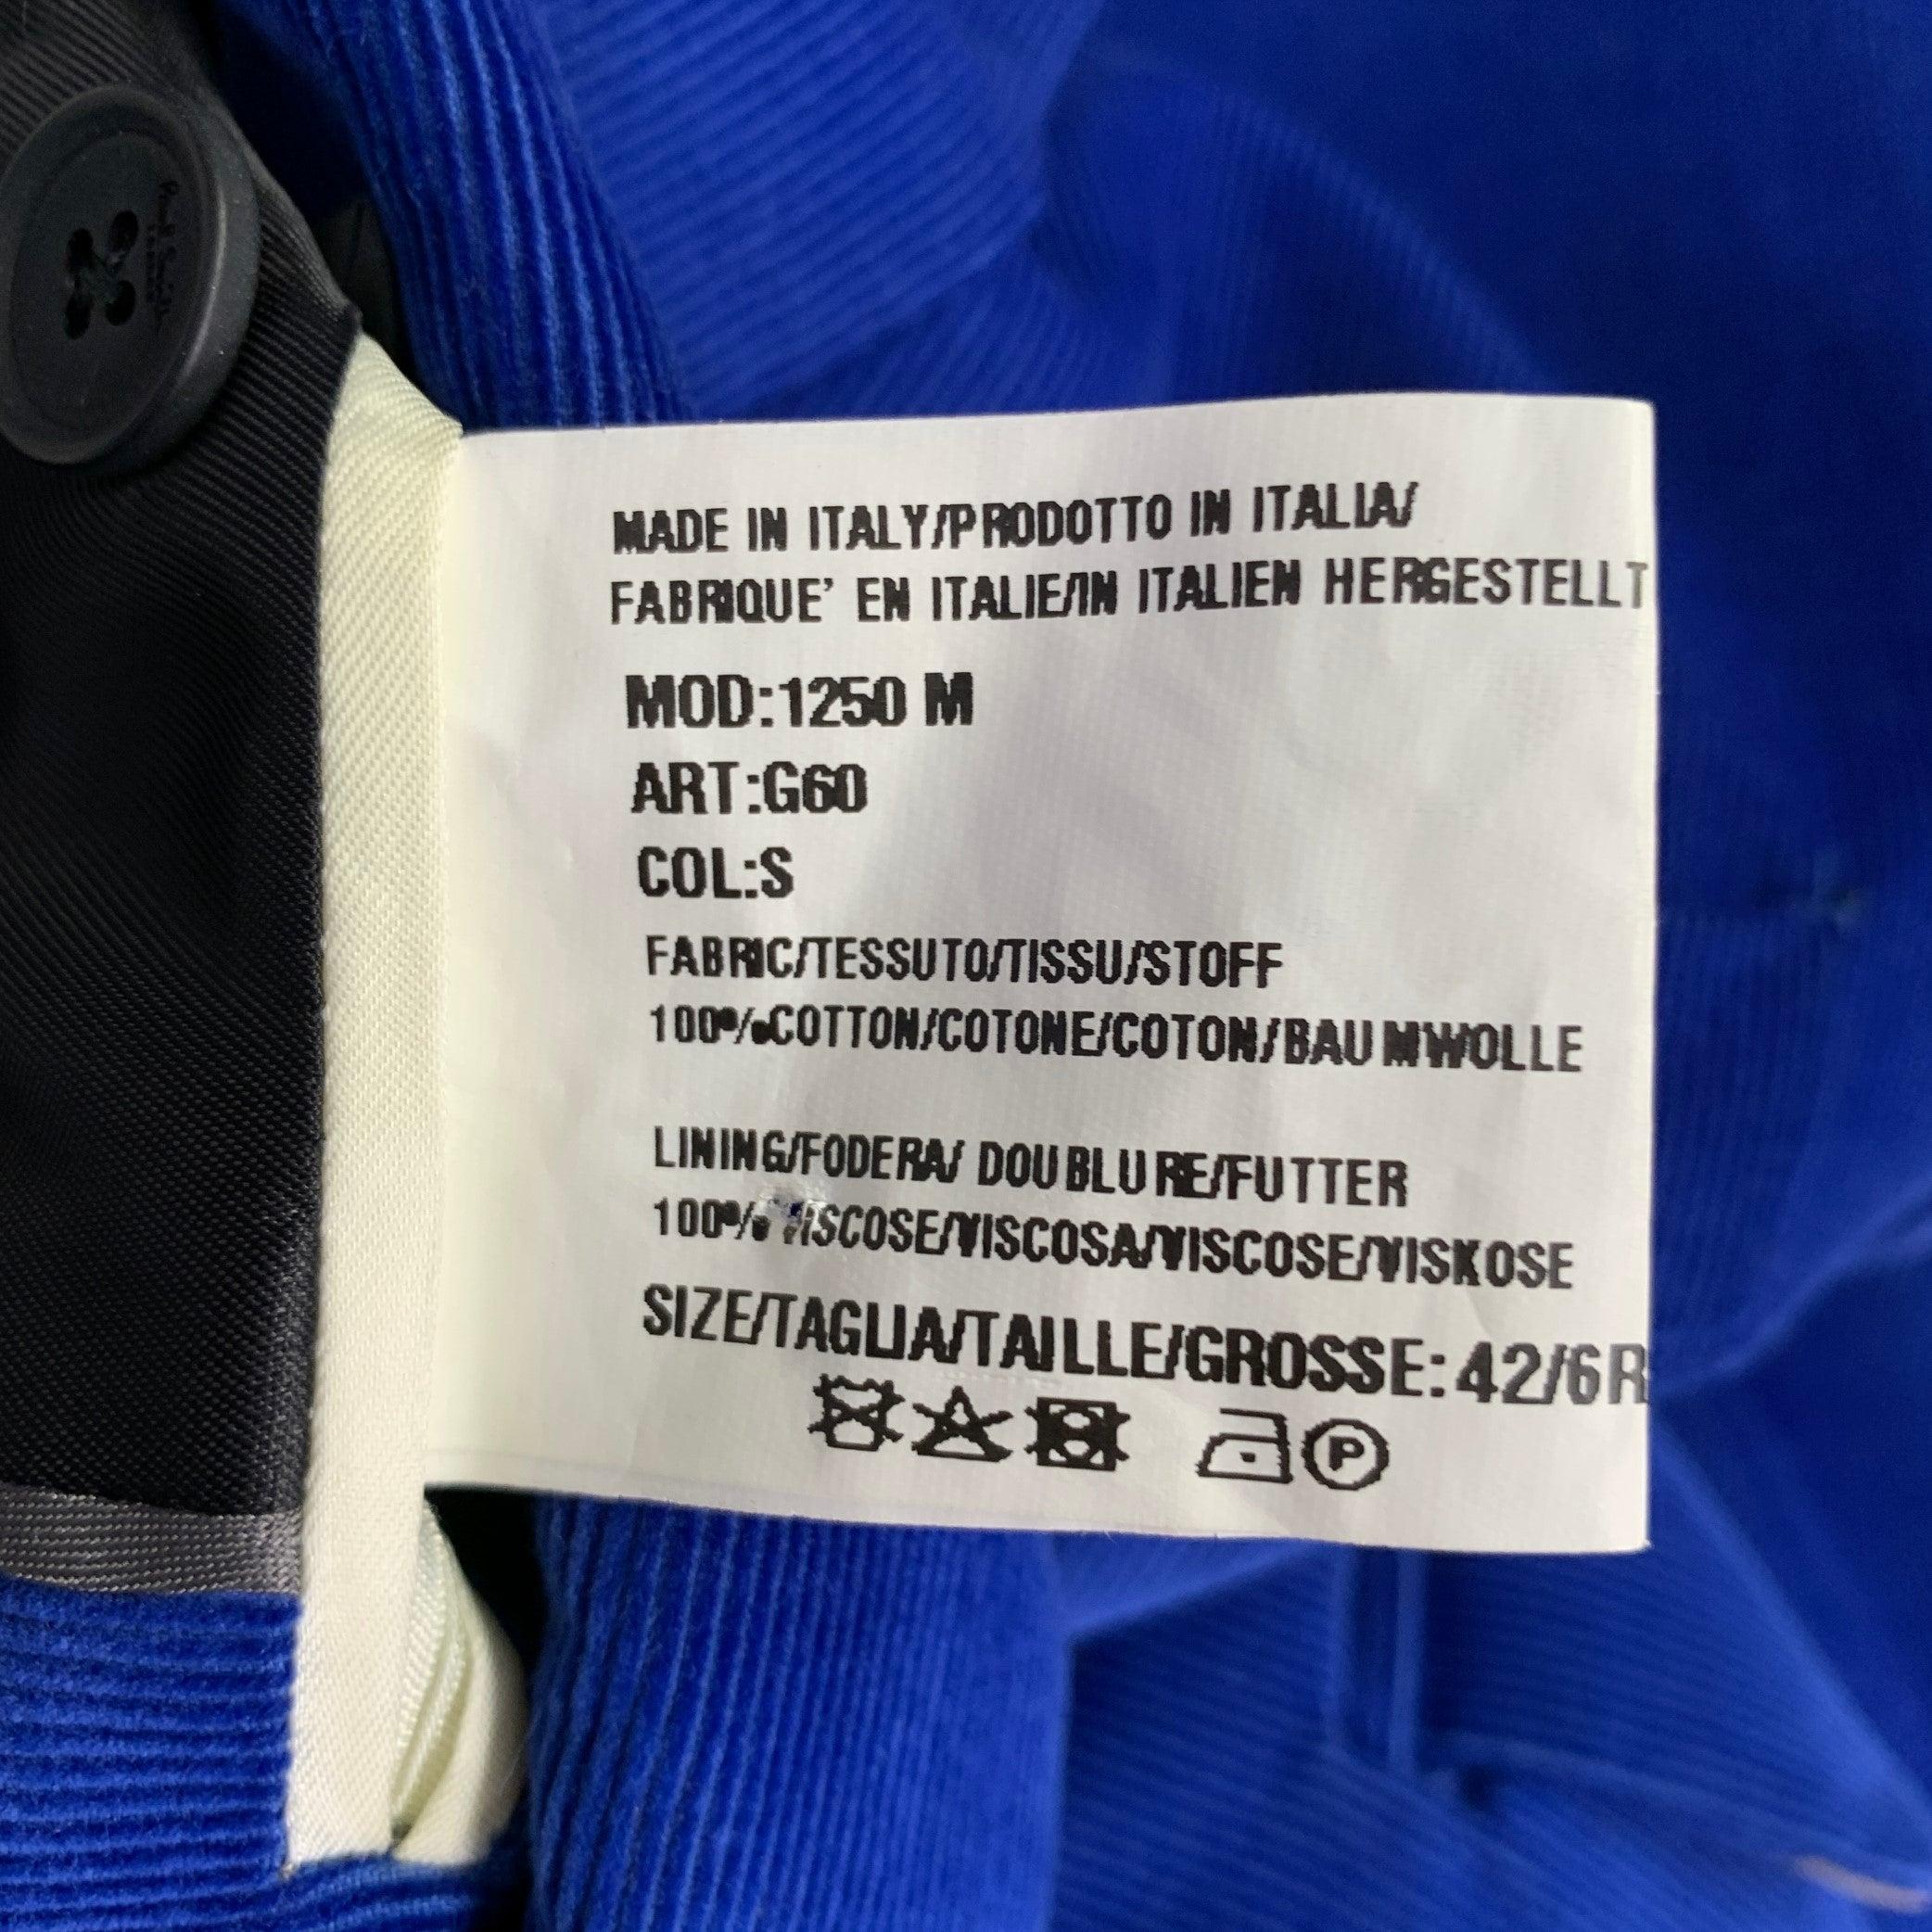 Paul Smith
MADE IN ITALY/PRODOTTO IN ITALIA/
FABRIQUE' EN ITALIE/IN ITALIEN HERGESTELLT
MOD:1250 M
ART:G60
COL:S
FABRIC/TESSUTO/TISSU/STOFF
100%COTTON/COTONE/COTON/BAUMWOLLE
LINING/FODERA/ DOUBLURE/FUTTER
100% VISCOSE/VISCOSA/VISCOSE/VISKOSE
SIZE/TAGLIA/TAILLE/GROSSE: 42/6R
P